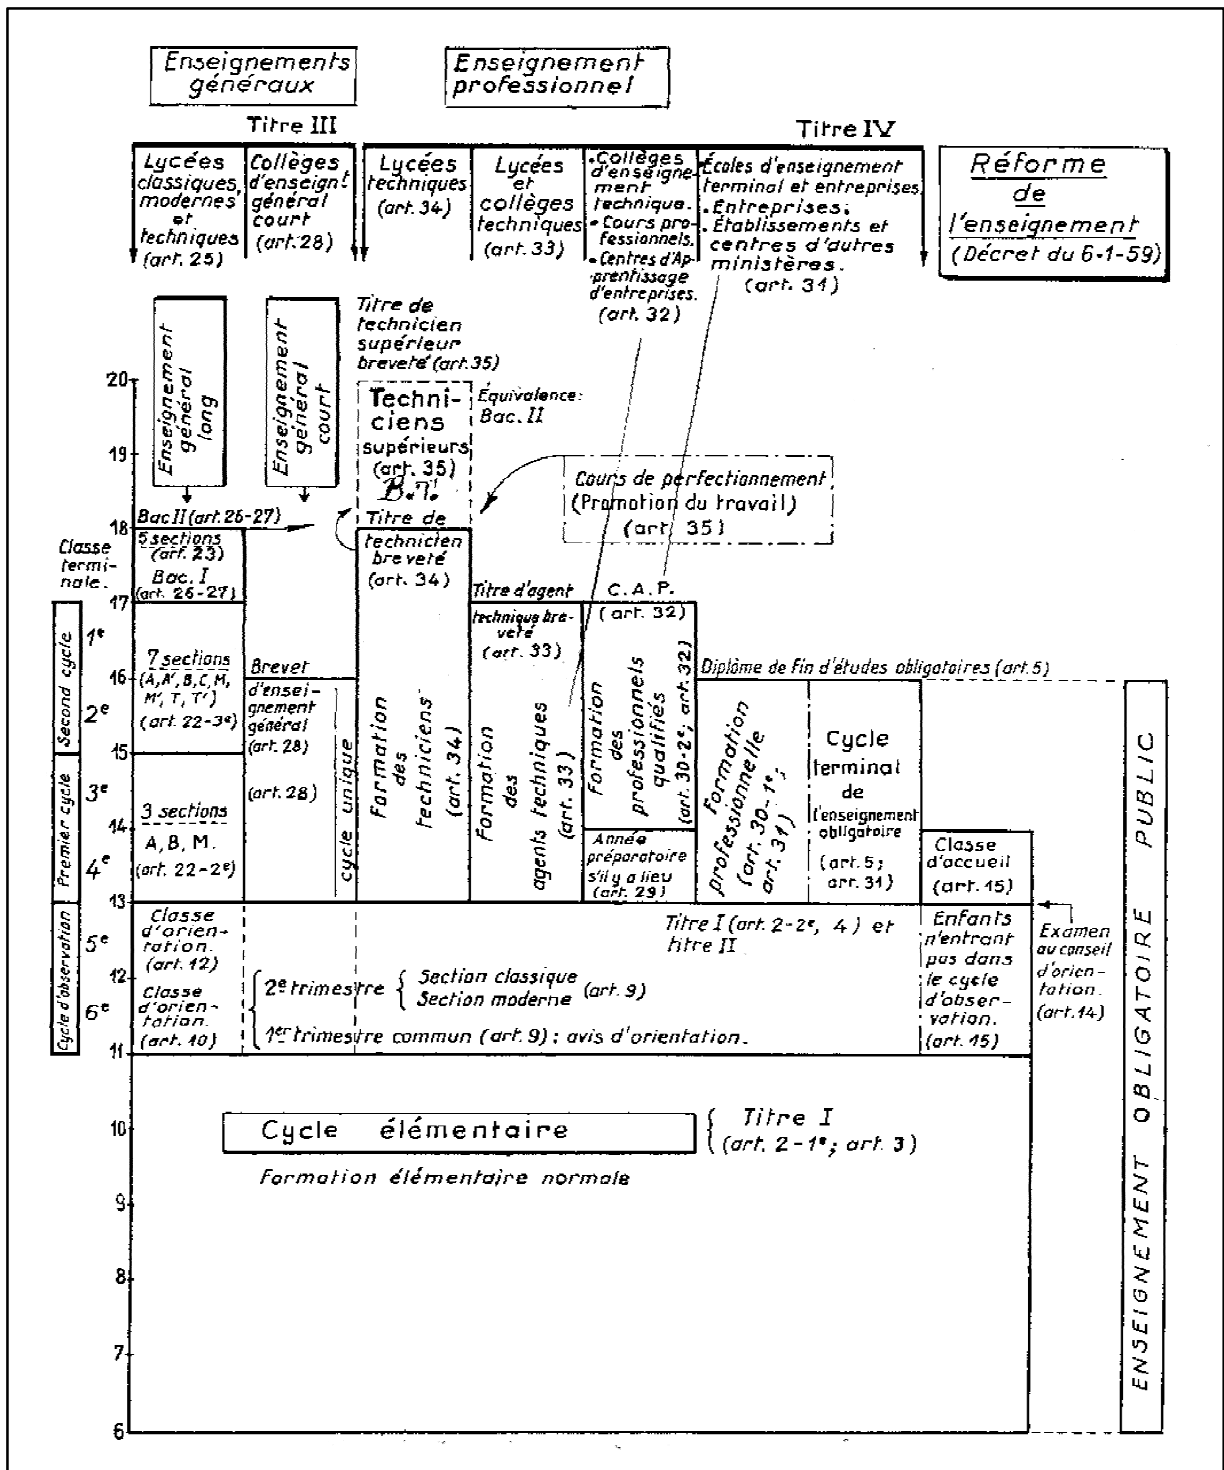 Enseignements
généraux
Enseignement
professionnel
Titre III
Titre IV
Lycées
classiques,
modernes
et
techniques
(art. 25)
Collèges
d'enseignt
général
court
(art. 28)
Lycées
techniques
(art. 34)
Lycées
et
collèges
techniques
(art. 33)
• Collèges
d'enseigne-
ment
technique.
• Cours pro-
fessionnels.
• Centres d'Ap-
prentissage
d'entreprises.
(art. 32)
• Écoles d'enseignement
terminal et entreprises
. Entreprises;
. Établissements et
centres d'autres
ministères.
(art. 31)
Réforme
de
l'enseignement
(Décret du 6-1-59)
Enseignement
général
long
Enseignement
général
court
Titre de
technicien
supérieur
breveté (art. 35)
Techni-
ciens
supérieurs
(art. 35)
B.T.
Équivalence:
Bac. II
Cours de perfectionnement
(Promotion du travail)
(art. 35)
20
19
18
17
16
15
14
13
12
11
10
9
8
7
6
Bac II (art. 26-27)
5 sections
(art. 23)
Bac. I
(art. 26-27)
Classe
termi-
nale.
Second cycle
1e
2e
Premier cycle
3e
4e
Cycle d'observation
5e
6e
7 sections
(A, A', B, C, M,
M', T, T')
(art. 22-3e)
3 sections
A, B, M.
(art. 22-2e)
Brevet
d'ensei-
gnement
général
(art. 28)
(art. 28)
cycle unique
Titre de
technicien
breveté
(art. 34)
Formation
des
techniciens
(art. 34)
Titre d'agent
technique bre-
veté
(art. 33)
Formation
des
agents techniques
(art. 33)
C.A.P.
(art. 32)
Formation
des
professionnels
qualifiés
(art. 30-2e; art. 32)
Année
préparatoire
s'il y a lieu
(art. 29)
Diplôme de fin d'études obligatoires (art. 5)
Formation
professionnelle
(art. 30-1e;
art. 31)
Cycle
terminal
de
l'enseignement
obligatoire
(art. 5;
art. 31)
Classe
d'accueil
(art. 15)
Classe
d'orien-
tation.
(art. 12)
Classe
d'orien-
tation.
(art. 10)
Titre I (art. 2-2e, 4) et
titre II
2e trimestre
Section classique
Section moderne
(art. 9)
1er trimestre commun (art. 9) : avis d'orientation.
Enfants
n'entrant
pas dans
le cycle
d'obser-
vation.
(art. 15)
Examen
au conseil
d'orien-
tation.
(art. 14)
Cycle élémentaire
Titre I
(art. 2-1e; art. 3)
Formation élémentaire normale
ENSEIGNEMENT OBLIGATOIRE PUBLIC